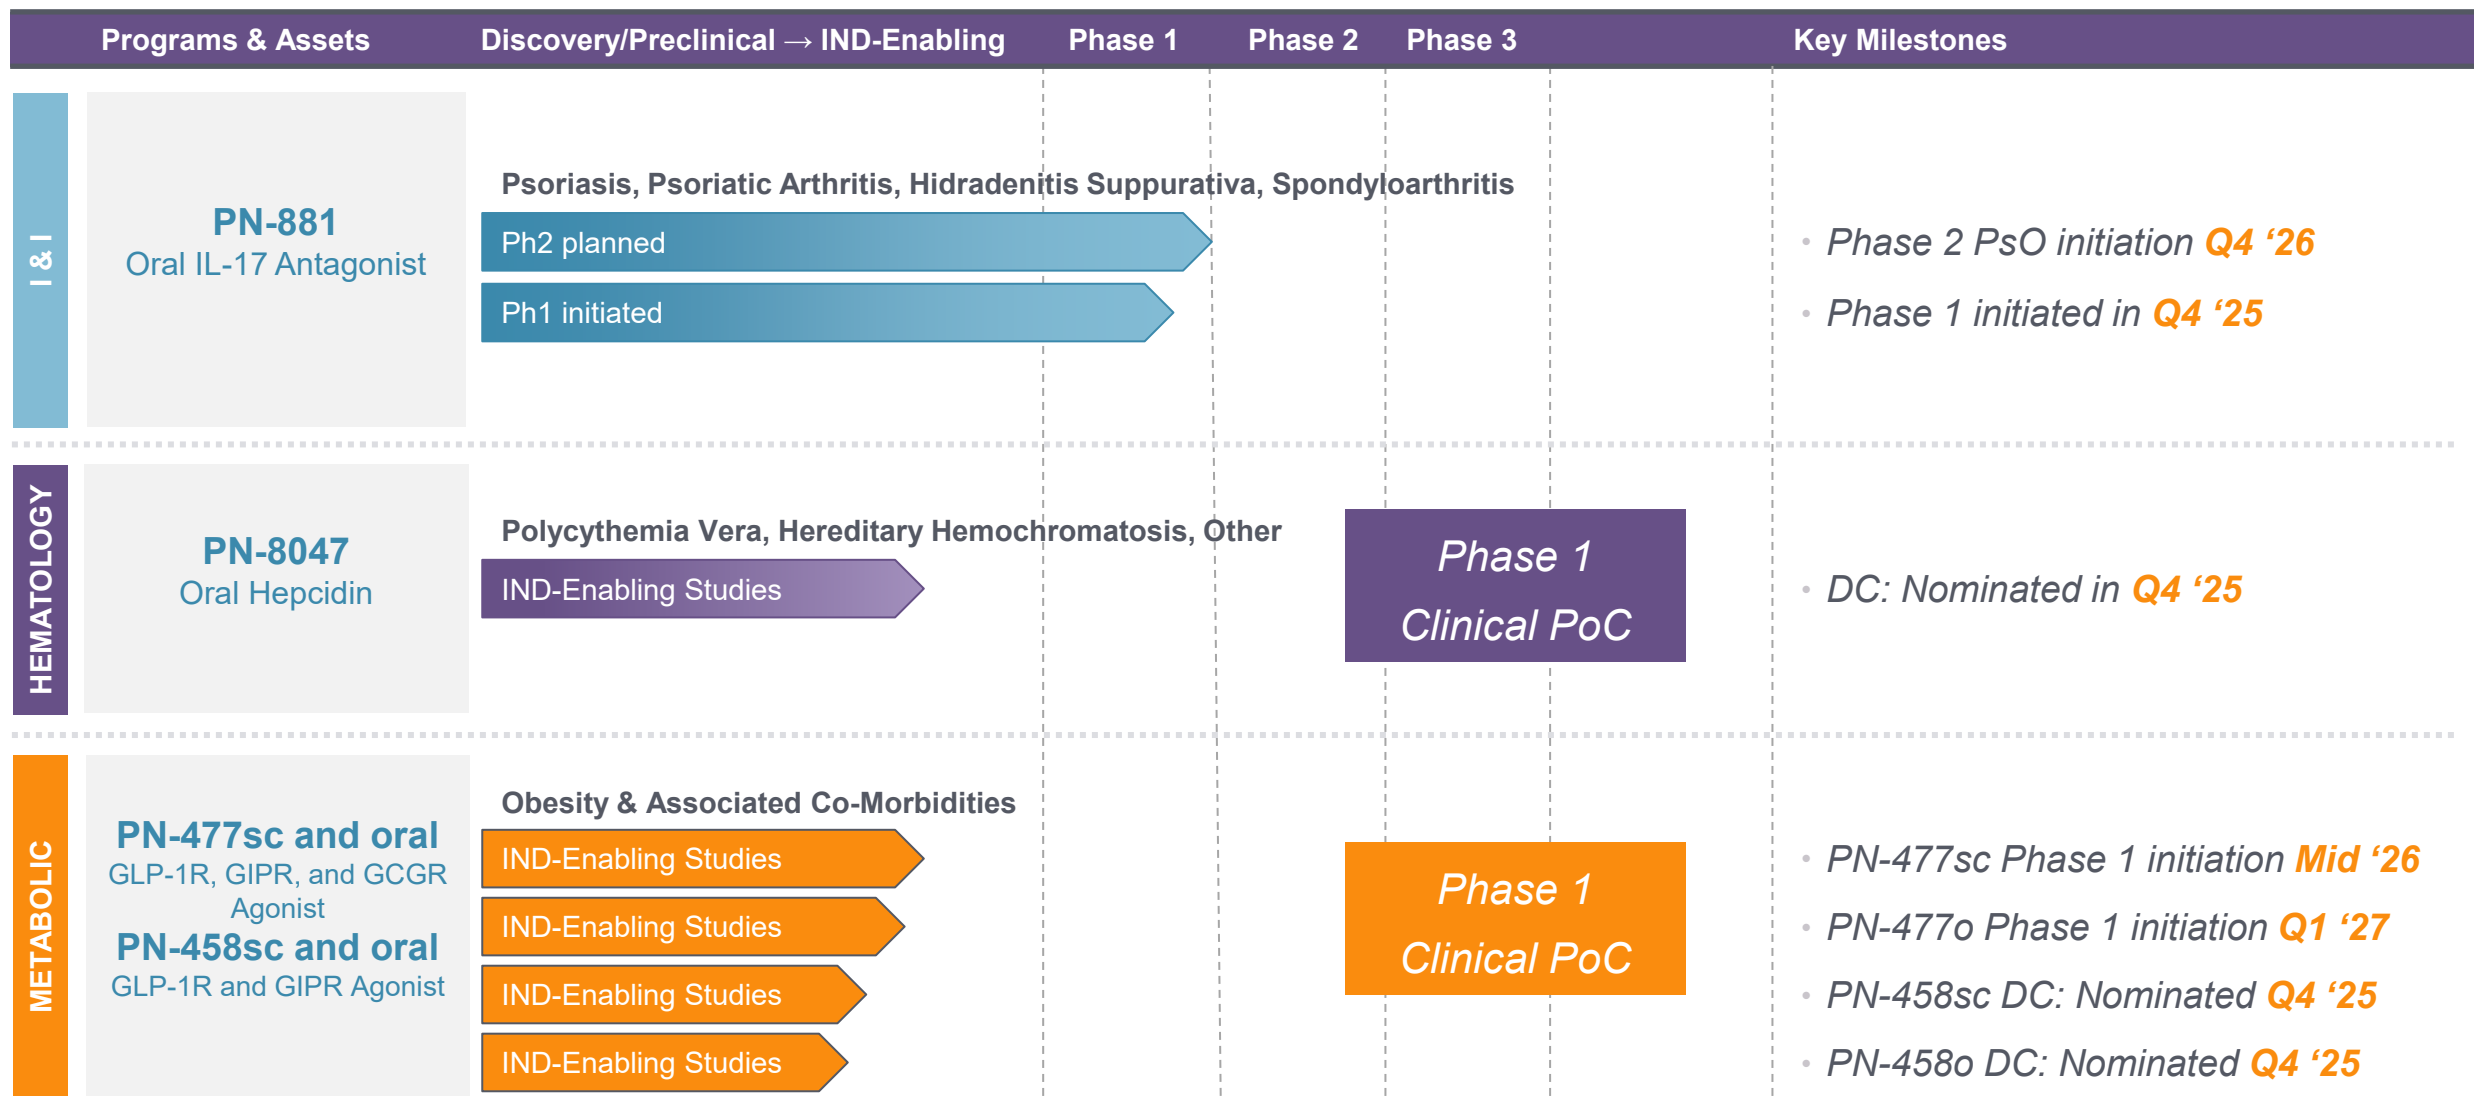 Programs & Assets
Discovery/Preclinical → IND-Enabling
Phase 1
Phase 2
Phase 3
Key Milestones
I & I
PN-881
Oral IL-17 Antagonist
Psoriasis, Psoriatic Arthritis, Hidradenitis Suppurativa, Spondyloarthritis
Ph2 planned
Ph1 initiated
• Phase 2 PsO initiation Q4 ‘26
• Phase 1 initiated in Q4 ‘25
HEMATOLOGY
PN-8047
Oral Hepcidin
Polycythemia Vera, Hereditary Hemochromatosis, Other
IND-Enabling Studies
Phase 1
Clinical PoC
• DC: Nominated in Q4 ‘25
METABOLIC
PN-477sc and oral
GLP-1R, GIPR, and GCGR
Agonist
PN-458sc and oral
GLP-1R and GIPR Agonist
Obesity & Associated Co-Morbidities
IND-Enabling Studies
IND-Enabling Studies
IND-Enabling Studies
IND-Enabling Studies
Phase 1
Clinical PoC
• PN-477sc Phase 1 initiation Mid ‘26
• PN-477o Phase 1 initiation Q1 ‘27
• PN-458sc DC: Nominated Q4 ‘25
• PN-458o DC: Nominated Q4 ‘25